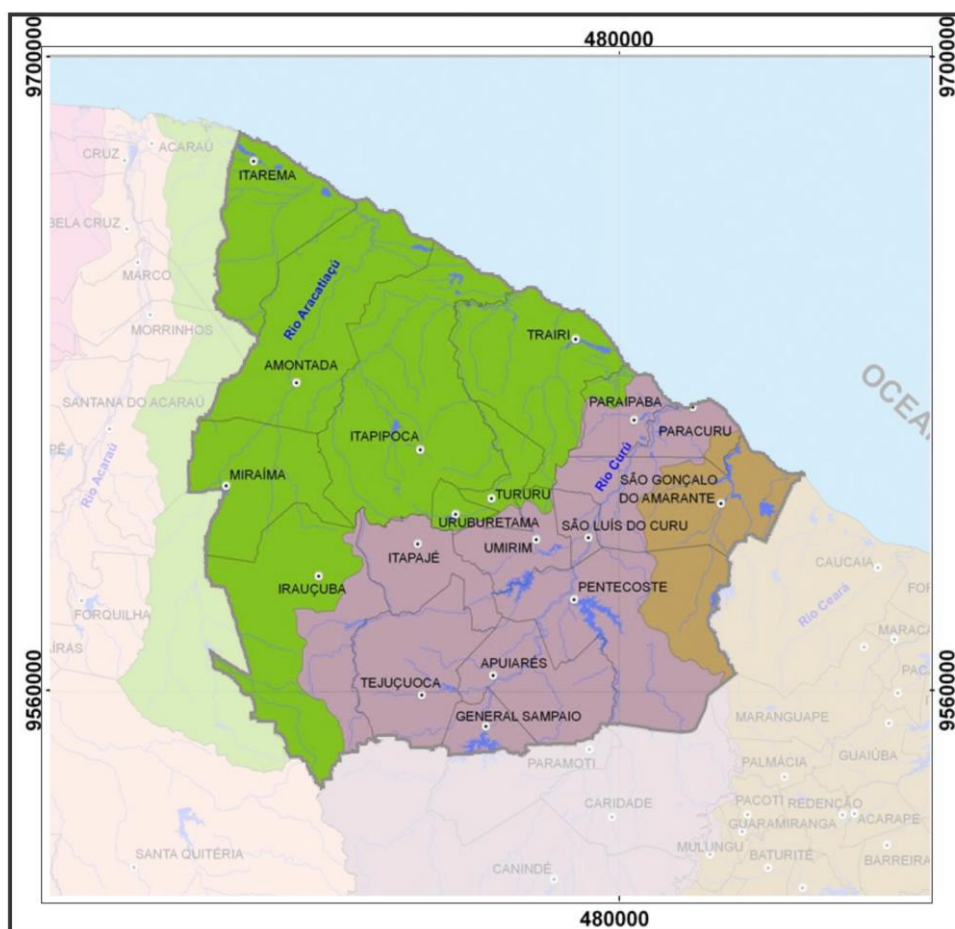 480000
9700000
9700000
CRUZ
ACARAÚ
ITAREMA
BELA CRUZ
MARCO
Rio Aracatiaçú
MORRINHOS
TRAIRI
AMONTADA
OCEA
SANTANA DO ACARAÚ
PARAIPABA
PARACURU
ITAPIPOCA
Rio Curú
Rio Acaraú
MIRAÍMA
SÃO GONÇALO
DO AMARANTE
TURURU
URUBURETAMA
SÃO LUÍS DO CURU
UMIRIM
ITAPAJÉ
CAUCAIA
IRAUÇUBA
PENTECOSTE
FORQUILHA
Rio Ceará
MARACA
APUIARÉS
TEJUÇUOCA
9560000
9560000
GENERAL SAMPAIO
MARANGUAPE
GUAIÚBA
PARAMOTI
PALMÁCIA
CARIDADE
PACOTI
REDENÇÃO
ACARAPE
GUARAMIRANGA
MULUNGU
SANTA QUITÉRIA
BATURITÉ
BARREIRA
CANINDÉ
480000